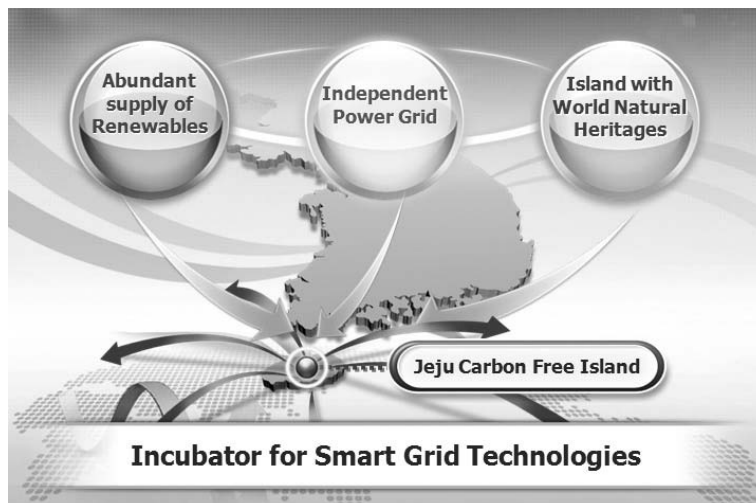 Abundant
supply of
Renewables
Independent
Power Grid
Island with
World Natural
Heritages
Jeju Carbon Free Island
Incubator for Smart Grid Technologies